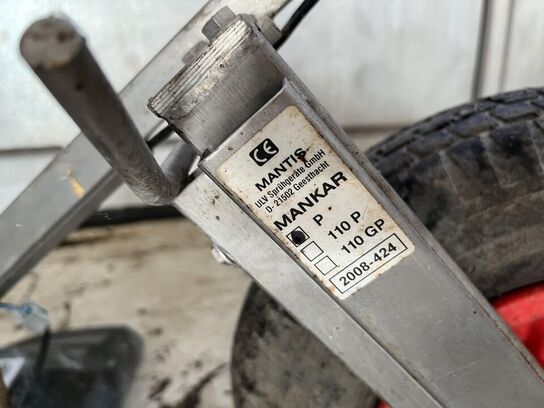 CE
MANTIS
ULV Sprühgeräte GmbH
D- 21502 Geesthacht
MANKAR
P
110 P
110 GP
2008-424